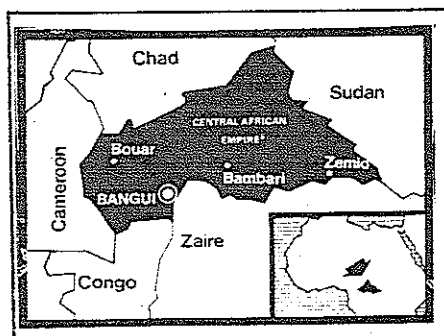 Chad
Sudan
CENTRAL AFRICAN
EMPIRE
Bouar
Zemio
Bambari
Cameroon
BANGUI
Zaire
Congo